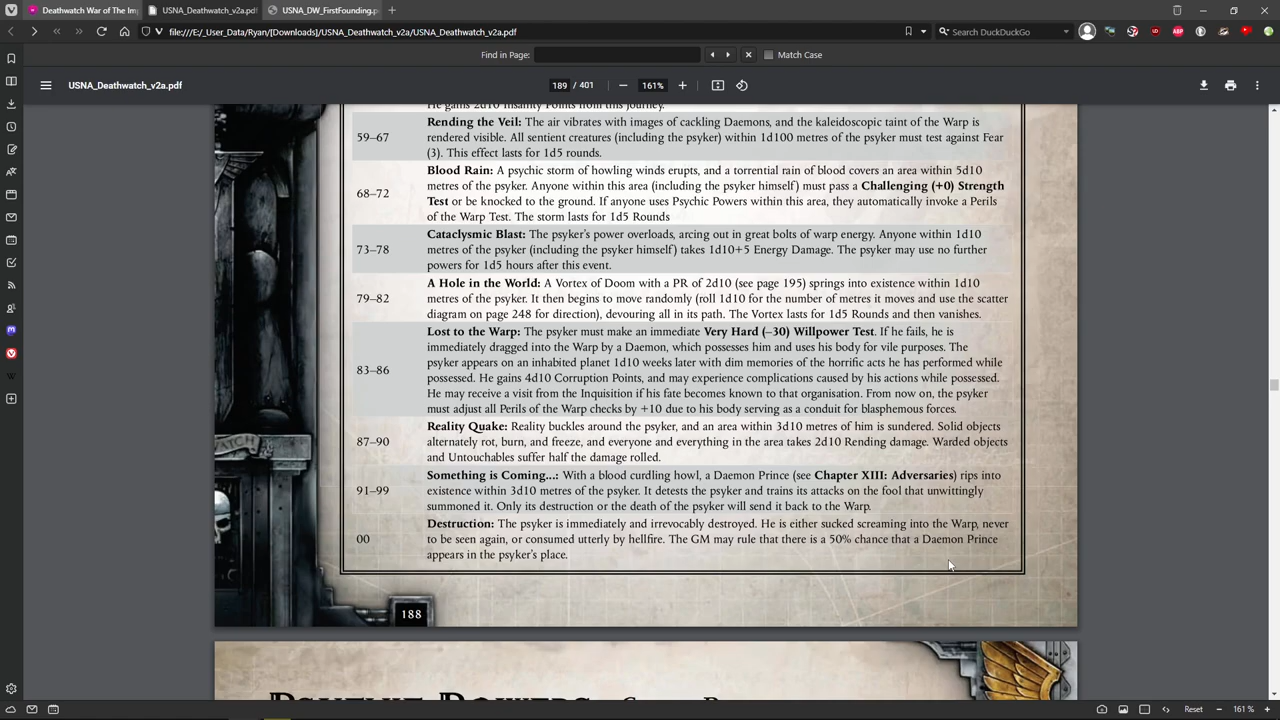 Deathwatch War of The Im
USNA_Deathwatch_v2a.pdf
USNA_DW_FirstFounding.p
file:///E:/_User_Data/Ryan/[Downloads]/USNA_Deathwatch_v2a/USNA_Deathwatch_v2a.pdf
Search DuckDuckGo
Find in Page:
Match Case
USNA_Deathwatch_v2a.pdf
189 / 401
161%
He gains 2d10 Insanity Points from this journey.
59–67
Rending the Veil: The air vibrates with images of cackling Daemons, and the kaleidoscopic taint of the Warp is
rendered visible. All sentient creatures (including the psyker) within 1d100 metres of the psyker must test against Fear
(3). This effect lasts for 1d5 rounds.
68–72
Blood Rain: A psychic storm of howling winds erupts, and a torrential rain of blood covers an area within 5d10
metres of the psyker. Anyone within this area (including the psyker himself) must pass a Challenging (+0) Strength
Test or be knocked to the ground. If anyone uses Psychic Powers within this area, they automatically invoke a Perils
of the Warp Test. The storm lasts for 1d5 Rounds
73–78
Cataclysmic Blast: The psyker's power overloads, arcing out in great bolts of warp energy. Anyone within 1d10
metres of the psyker (including the psyker himself) takes 1d10+5 Energy Damage. The psyker may use no further
powers for 1d5 hours after this event.
79–82
A Hole in the World: A Vortex of Doom with a PR of 2d10 (see page 195) springs into existence within 1d10
metres of the psyker. It then begins to move randomly (roll 1d10 for the number of metres it moves and use the scatter
diagram on page 248 for direction), devouring all in its path. The Vortex lasts for 1d5 Rounds and then vanishes.
83–86
Lost to the Warp: The psyker must make an immediate Very Hard (–30) Willpower Test. If he fails, he is
immediately dragged into the Warp by a Daemon, which possesses him and uses his body for vile purposes. The
psyker appears on an inhabited planet 1d10 weeks later with dim memories of the horrific acts he has performed while
possessed. He gains 4d10 Corruption Points, and may experience complications caused by his actions while possessed.
He may receive a visit from the Inquisition if his fate becomes known to that organisation. From now on, the psyker
must adjust all Perils of the Warp checks by +10 due to his body serving as a conduit for blasphemous forces.
87–90
Reality Quake: Reality buckles around the psyker, and an area within 3d10 metres of him is sundered. Solid objects
alternately rot, burn, and freeze, and everyone and everything in the area takes 2d10 Rending damage. Warded objects
and Untouchables suffer half the damage rolled.
91–99
Something is Coming...: With a blood curdling howl, a Daemon Prince (see Chapter XIII: Adversaries) rips into
existence within 3d10 metres of the psyker. It detests the psyker and trains its attacks on the fool that unwittingly
summoned it. Only its destruction or the death of the psyker will send it back to the Warp.
00
Destruction: The psyker is immediately and irrevocably destroyed. He is either sucked screaming into the Warp, never
to be seen again, or consumed utterly by hellfire. The GM may rule that there is a 50% chance that a Daemon Prince
appears in the psyker's place.
188
Reset
161 %